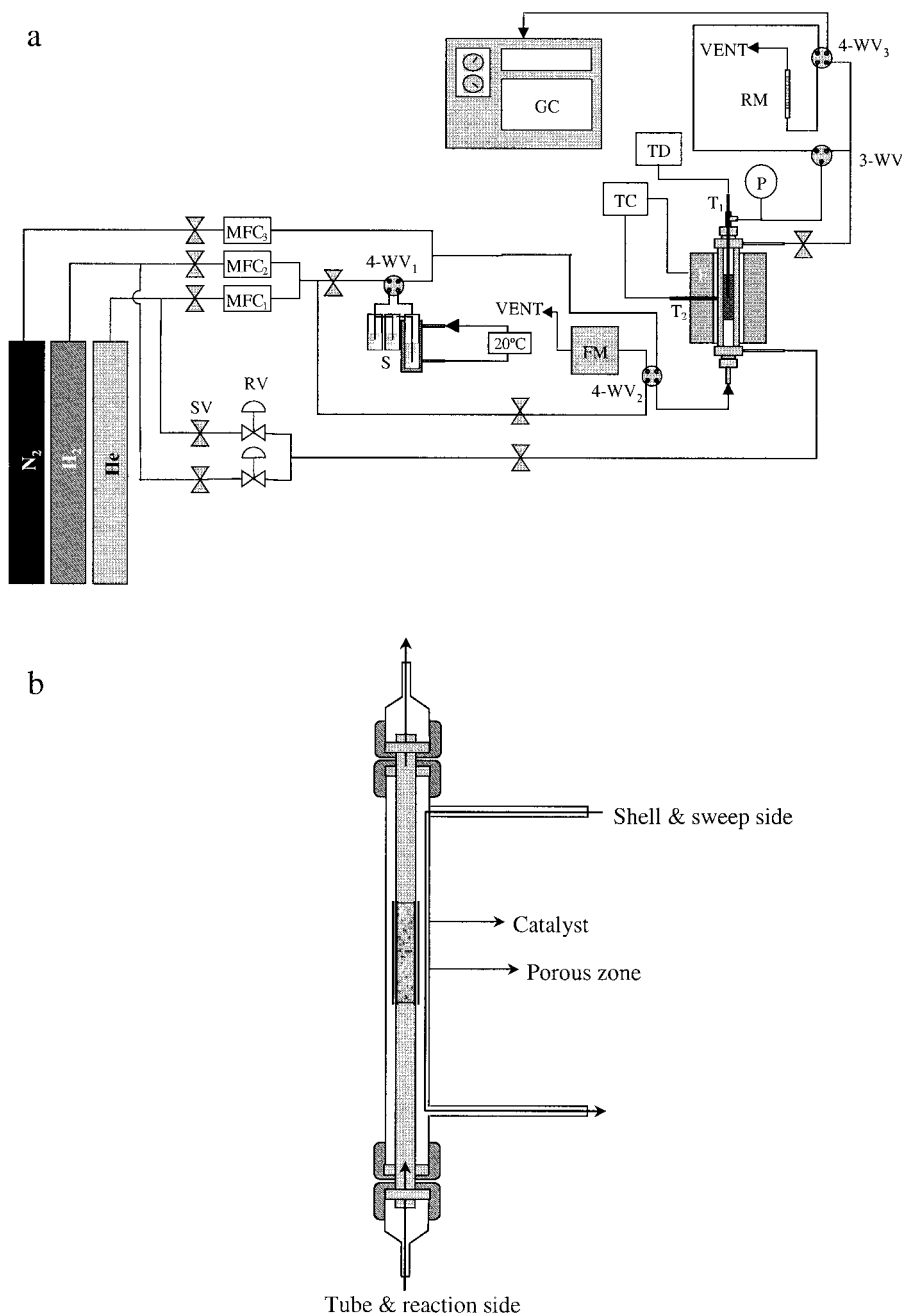 a
4-WV3
VENT
RM
GC
3-WV
TD
P
T1
TC
MFC3
4-WV1
MFC2
MFC1
VENT
T2
20°C
S
FM
4-WV2
RV
SV
N2
H2
He
b
Shell & sweep side
Catalyst
Porous zone
Tube & reaction side